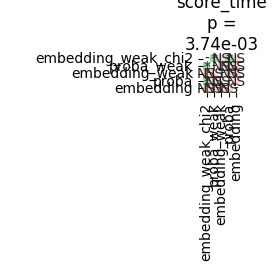 score_time
p =
3.74e-03
embedding_weak_chi2
proba_weak
embedding_weak
proba
embedding
embedding_weak_chi2
proba_weak
embedding_weak
proba
embedding